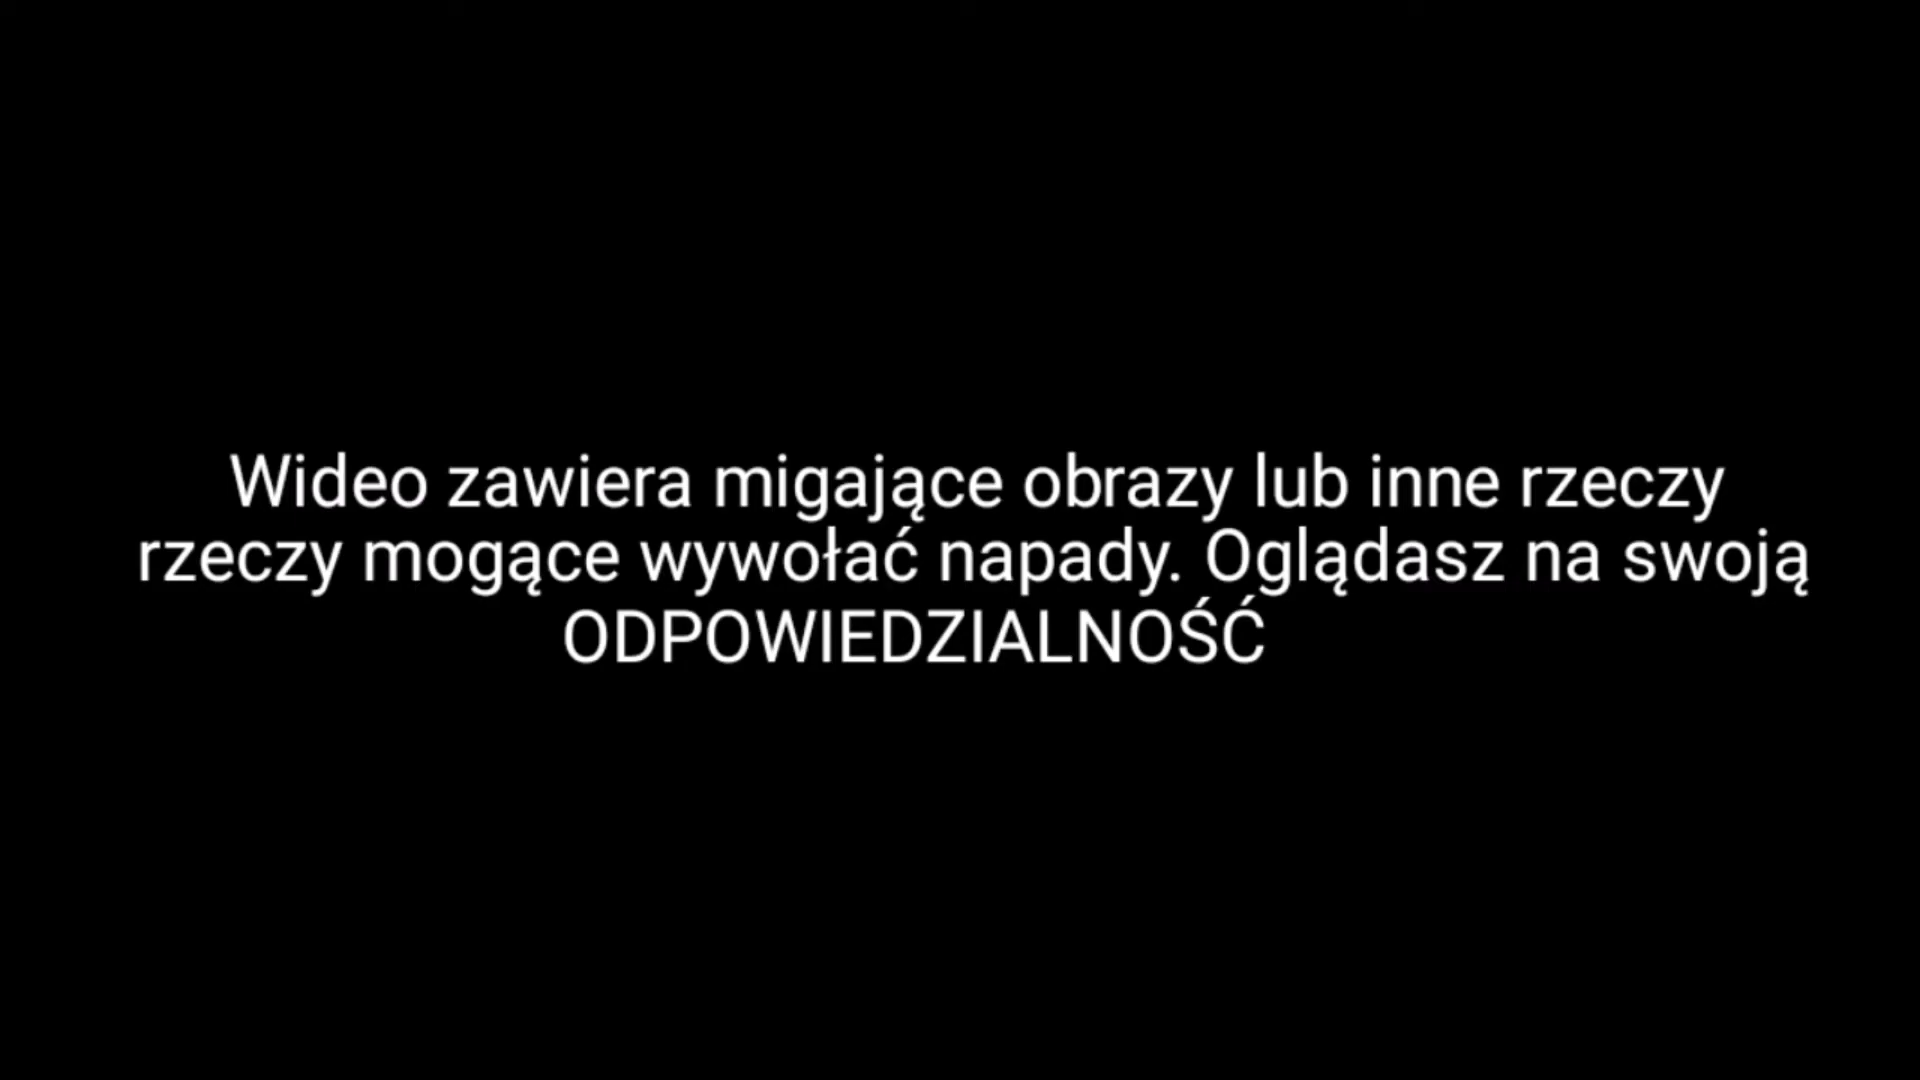 Wideo zawiera migające obrazy lub inne rzeczy
rzeczy mogące wywołać napady. Oglądasz na swoją
ODPOWIEDZIALNOŚĆ